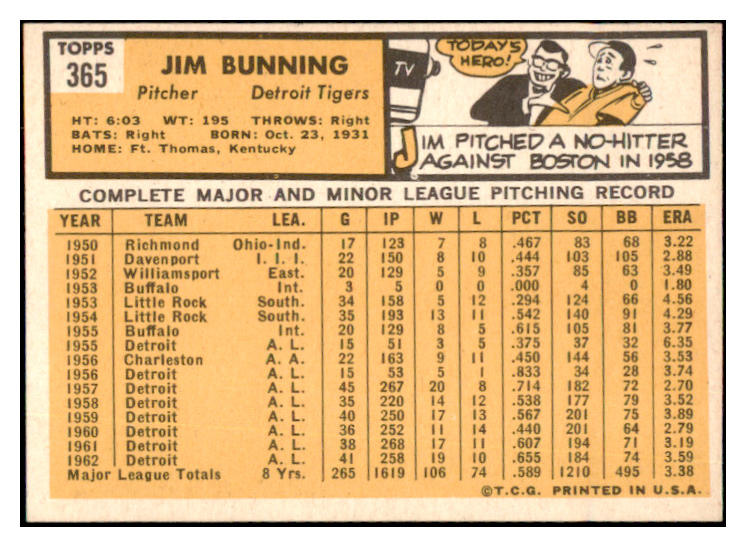 TOPPS
365
JIM BUNNING
Pitcher Detroit Tigers
HT: 6:03 WT: 195 THROWS: Right
BATS: Right BORN: Oct. 23, 1931
HOME: Ft. Thomas, Kentucky
TV
TODAY'S
HERO!
JIM PITCHED A NO-HITTER
AGAINST BOSTON IN 1958
COMPLETE MAJOR AND MINOR LEAGUE PITCHING RECORD
YEAR TEAM LEA. G IP W L PCT SO BB ERA
1950 Richmond Ohio-Ind. 17 123 7 8 .467 83 68 3.22
1951 Davenport I. I. I. 22 150 8 10 .444 103 105 2.88
1952 Williamsport East. 20 129 5 9 .357 85 63 3.49
1953 Buffalo Int. 3 5 0 0 .000 4 0 1.80
1953 Little Rock South. 34 158 5 12 .294 124 66 4.56
1954 Little Rock South. 35 193 13 11 .542 140 91 4.29
1955 Buffalo Int. 20 129 8 5 .615 105 81 3.77
1955 Detroit A. L. 15 51 3 5 .375 37 32 6.35
1956 Charleston A. A. 22 163 9 11 .450 144 56 3.53
1956 Detroit A. L. 15 53 5 1 .833 34 28 3.74
1957 Detroit A. L. 45 267 20 8 .714 182 72 2.70
1958 Detroit A. L. 35 220 14 12 .538 177 79 3.52
1959 Detroit A. L. 40 250 17 13 .567 201 75 3.89
1960 Detroit A. L. 36 252 11 14 .440 201 64 2.79
1961 Detroit A. L. 38 268 17 11 .607 194 71 3.19
1962 Detroit A. L. 41 258 19 10 .655 184 74 3.59
Major League Totals 8 Yrs. 265 1619 106 74 .589 1210 495 3.38
©T.C.G. PRINTED IN U.S.A.